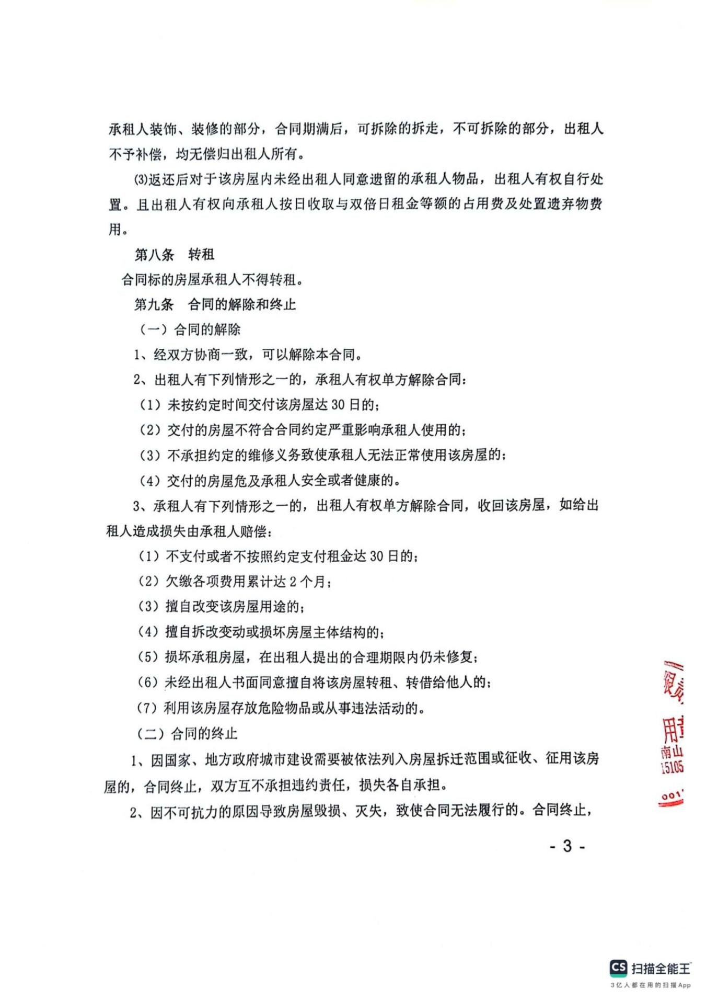 承租人装饰、装修的部分，合同期满后，可拆除的拆走，不可拆除的部分，出租人
不予补偿，均无偿归出租人所有。
⑶返还后对于该房屋内未经出租人同意遗留的承租人物品，出租人有权自行处
置。且出租人有权向承租人按日收取与双倍日租金等额的占用费及处置遗弃物费
用。
第八条　转租
合同标的房屋承租人不得转租。
第九条　合同的解除和终止
（一）合同的解除
1、经双方协商一致，可以解除本合同。
2、出租人有下列情形之一的，承租人有权单方解除合同：
（1）未按约定时间交付该房屋达 30 日的；
（2）交付的房屋不符合合同约定严重影响承租人使用的；
（3）不承担约定的维修义务致使承租人无法正常使用该房屋的；
（4）交付的房屋危及承租人安全或者健康的。
3、承租人有下列情形之一的，出租人有权单方解除合同，收回该房屋，如给出
租人造成损失由承租人赔偿：
（1）不支付或者不按照约定支付租金达 30 日的；
（2）欠缴各项费用累计达 2 个月；
（3）擅自改变该房屋用途的；
（4）擅自拆改变动或损坏房屋主体结构的；
（5）损坏承租房屋，在出租人提出的合理期限内仍未修复；
（6）未经出租人书面同意擅自将该房屋转租、转借给他人的；
（7）利用该房屋存放危险物品或从事违法活动的。
（二）合同的终止
1、因国家、地方政府城市建设需要被依法列入房屋拆迁范围或征收、征用该房
屋的，合同终止，双方互不承担违约责任，损失各自承担。
2、因不可抗力的原因导致房屋毁损、灭失，致使合同无法履行的。合同终止，
- 3 -
限
用章
南山
15105
001
CS 扫描全能王
3亿人都在用的扫描App